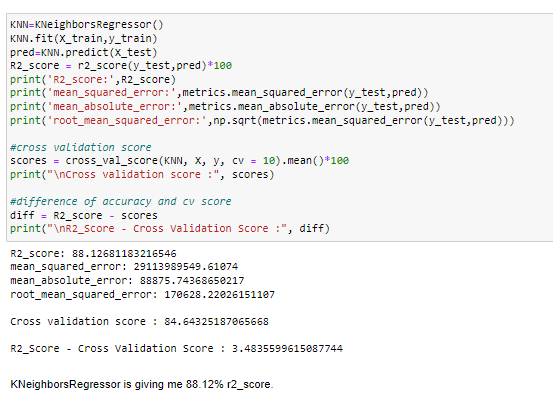 KNN=KNeighborsRegressor()
KNN.fit(X_train,y_train)
pred=KNN.predict(X_test)
R2_score = r2_score(y_test,pred)*100
print('R2_score:',R2_score)
print('mean_squared_error:',metrics.mean_squared_error(y_test,pred))
print('mean_absolute_error:',metrics.mean_absolute_error(y_test,pred))
print('root_mean_squared_error:',np.sqrt(metrics.mean_squared_error(y_test,pred)))
#cross validation score
scores = cross_val_score(KNN, X, y, cv = 10).mean()*100
print("\nCross validation score :", scores)
#difference of accuracy and cv score
diff = R2_score - scores
print("\nR2_Score - Cross Validation Score :", diff)
R2_score: 88.12681183216546
mean_squared_error: 29113989549.61074
mean_absolute_error: 88875.74368650217
root_mean_squared_error: 170628.22026151107
Cross validation score : 84.64325187065668
R2_Score - Cross Validation Score : 3.4835599615087744
KNeighborsRegressor is giving me 88.12% r2_score.